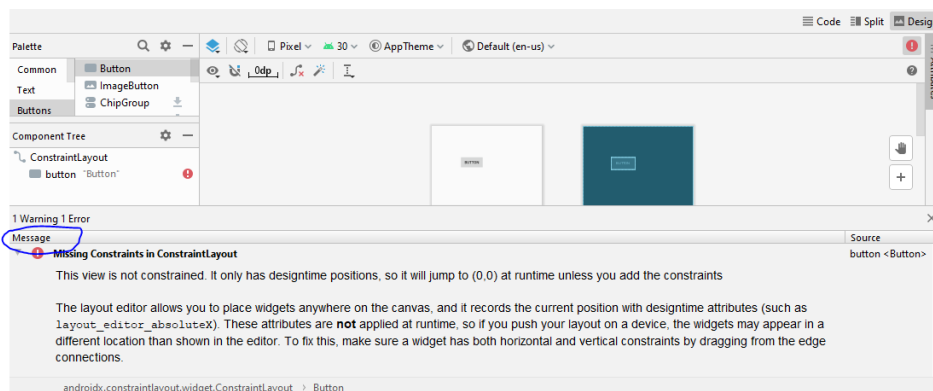 Code Split Desig
Palette Pixel 30 AppTheme Default (en-us)
Common Button
Text ImageButton
Buttons ChipGroup
0dp
Attributes
Component Tree
ConstraintLayout
button "Button"
BUTTON
BUTTON
1 Warning 1 Error
Message Source
Missing Constraints in ConstraintLayout button <Button>
This view is not constrained. It only has designtime positions, so it will jump to (0,0) at runtime unless you add the constraints
The layout editor allows you to place widgets anywhere on the canvas, and it records the current position with designtime attributes (such as
layout_editor_absoluteX). These attributes are not applied at runtime, so if you push your layout on a device, the widgets may appear in a
different location than shown in the editor. To fix this, make sure a widget has both horizontal and vertical constraints by dragging from the edge
connections.
androidx.constraintlayout.widget.ConstraintLayout > Button